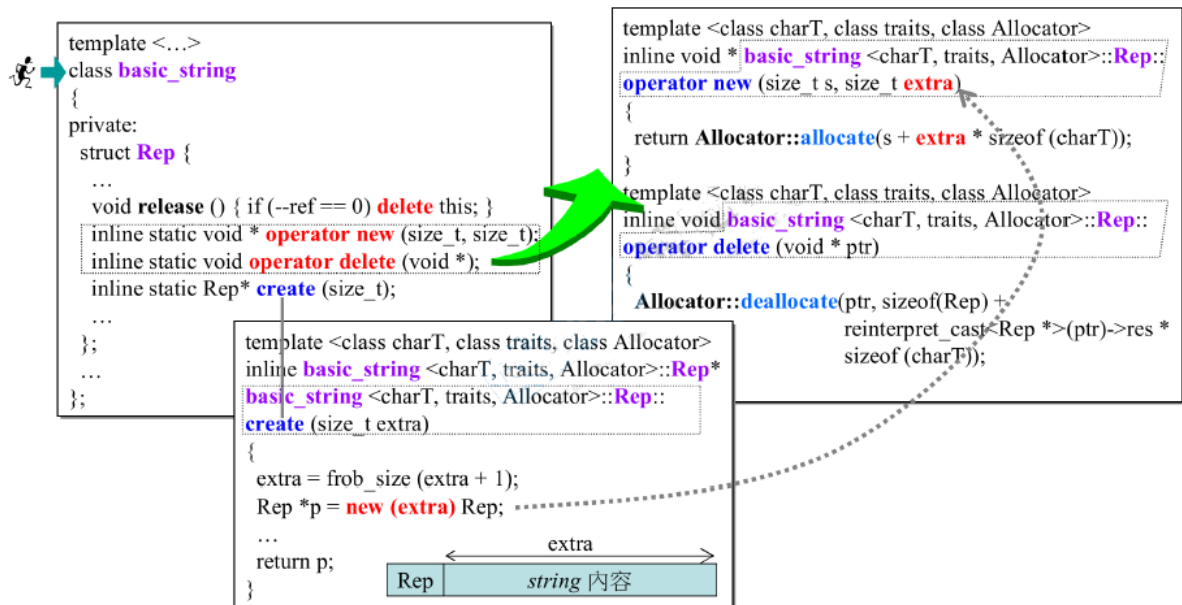 template <…>
class basic_string
{
private:
struct Rep {
…
void release () { if (--ref == 0) delete this; }
inline static void * operator new (size_t, size_t);
inline static void operator delete (void *);
inline static Rep* create (size_t);
…
};
…
};
template <class charT, class traits, class Allocator>
inline void * basic_string <charT, traits, Allocator>::Rep::
operator new (size_t s, size_t extra)
{
return Allocator::allocate(s + extra * sizeof (charT));
}
template <class charT, class traits, class Allocator>
inline void basic_string <charT, traits, Allocator>::Rep::
operator delete (void * ptr)
{
Allocator::deallocate(ptr, sizeof(Rep) +
reinterpret_cast<Rep *>(ptr)->res *
sizeof (charT));
}
template <class charT, class traits, class Allocator>
inline basic_string <charT, traits, Allocator>::Rep*
basic_string <charT, traits, Allocator>::Rep::
create (size_t extra)
{
extra = frob_size (extra + 1);
Rep *p = new (extra) Rep;
…
return p;
}
extra
Rep string 內容